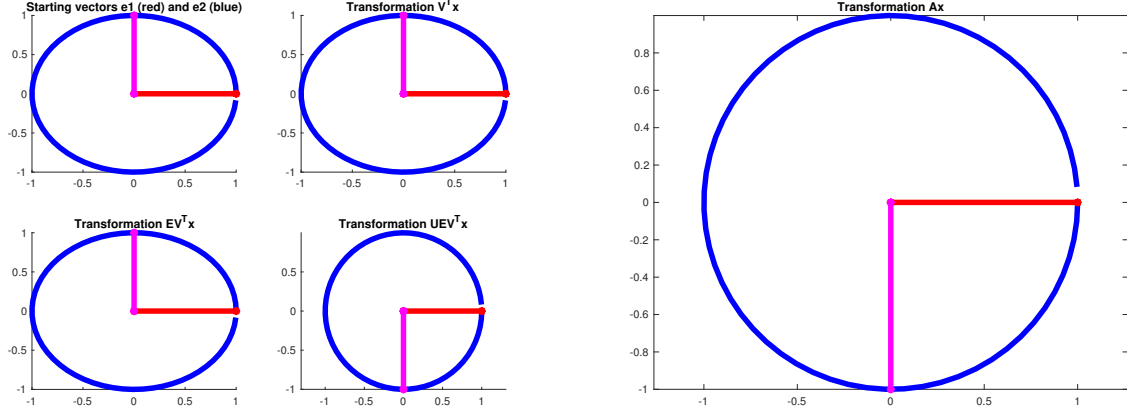 Starting vectors e1 (red) and e2 (blue)
1
0.5
0
-0.5
-1
-1 -0.5 0 0.5 1
Transformation V^T x
1
0.5
0
-0.5
-1
-1 -0.5 0 0.5 1
Transformation EV^T x
1
0.5
0
-0.5
-1
-1 -0.5 0 0.5 1
Transformation UEV^T x
0.5
0
-0.5
-1
-1 0 1
Transformation Ax
0.8
0.6
0.4
0.2
0
-0.2
-0.4
-0.6
-0.8
-1
-1 -0.5 0 0.5 1